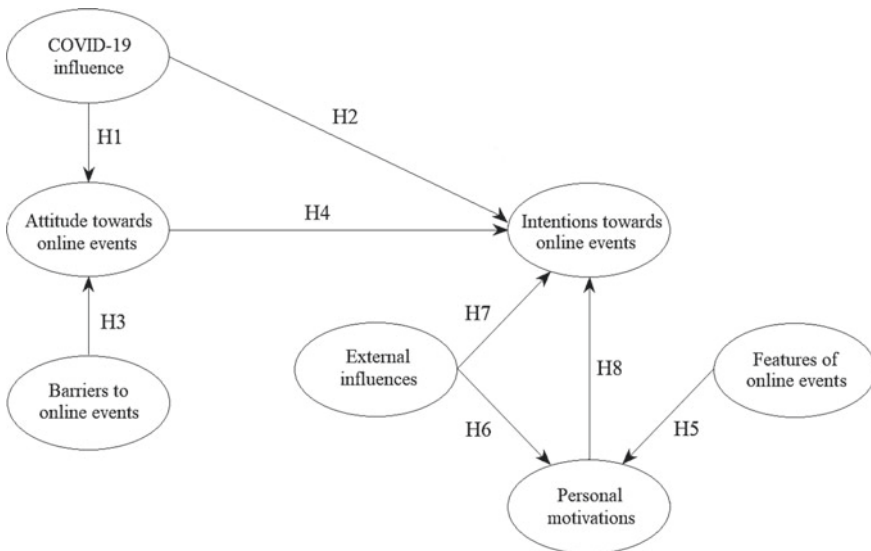 COVID-19
influence
H1
H2
Attitude towards
online events
H4
Intentions towards
online events
H3
H7
External
influences
H8
Features of
online events
Barriers to
online events
H6
H5
Personal
motivations